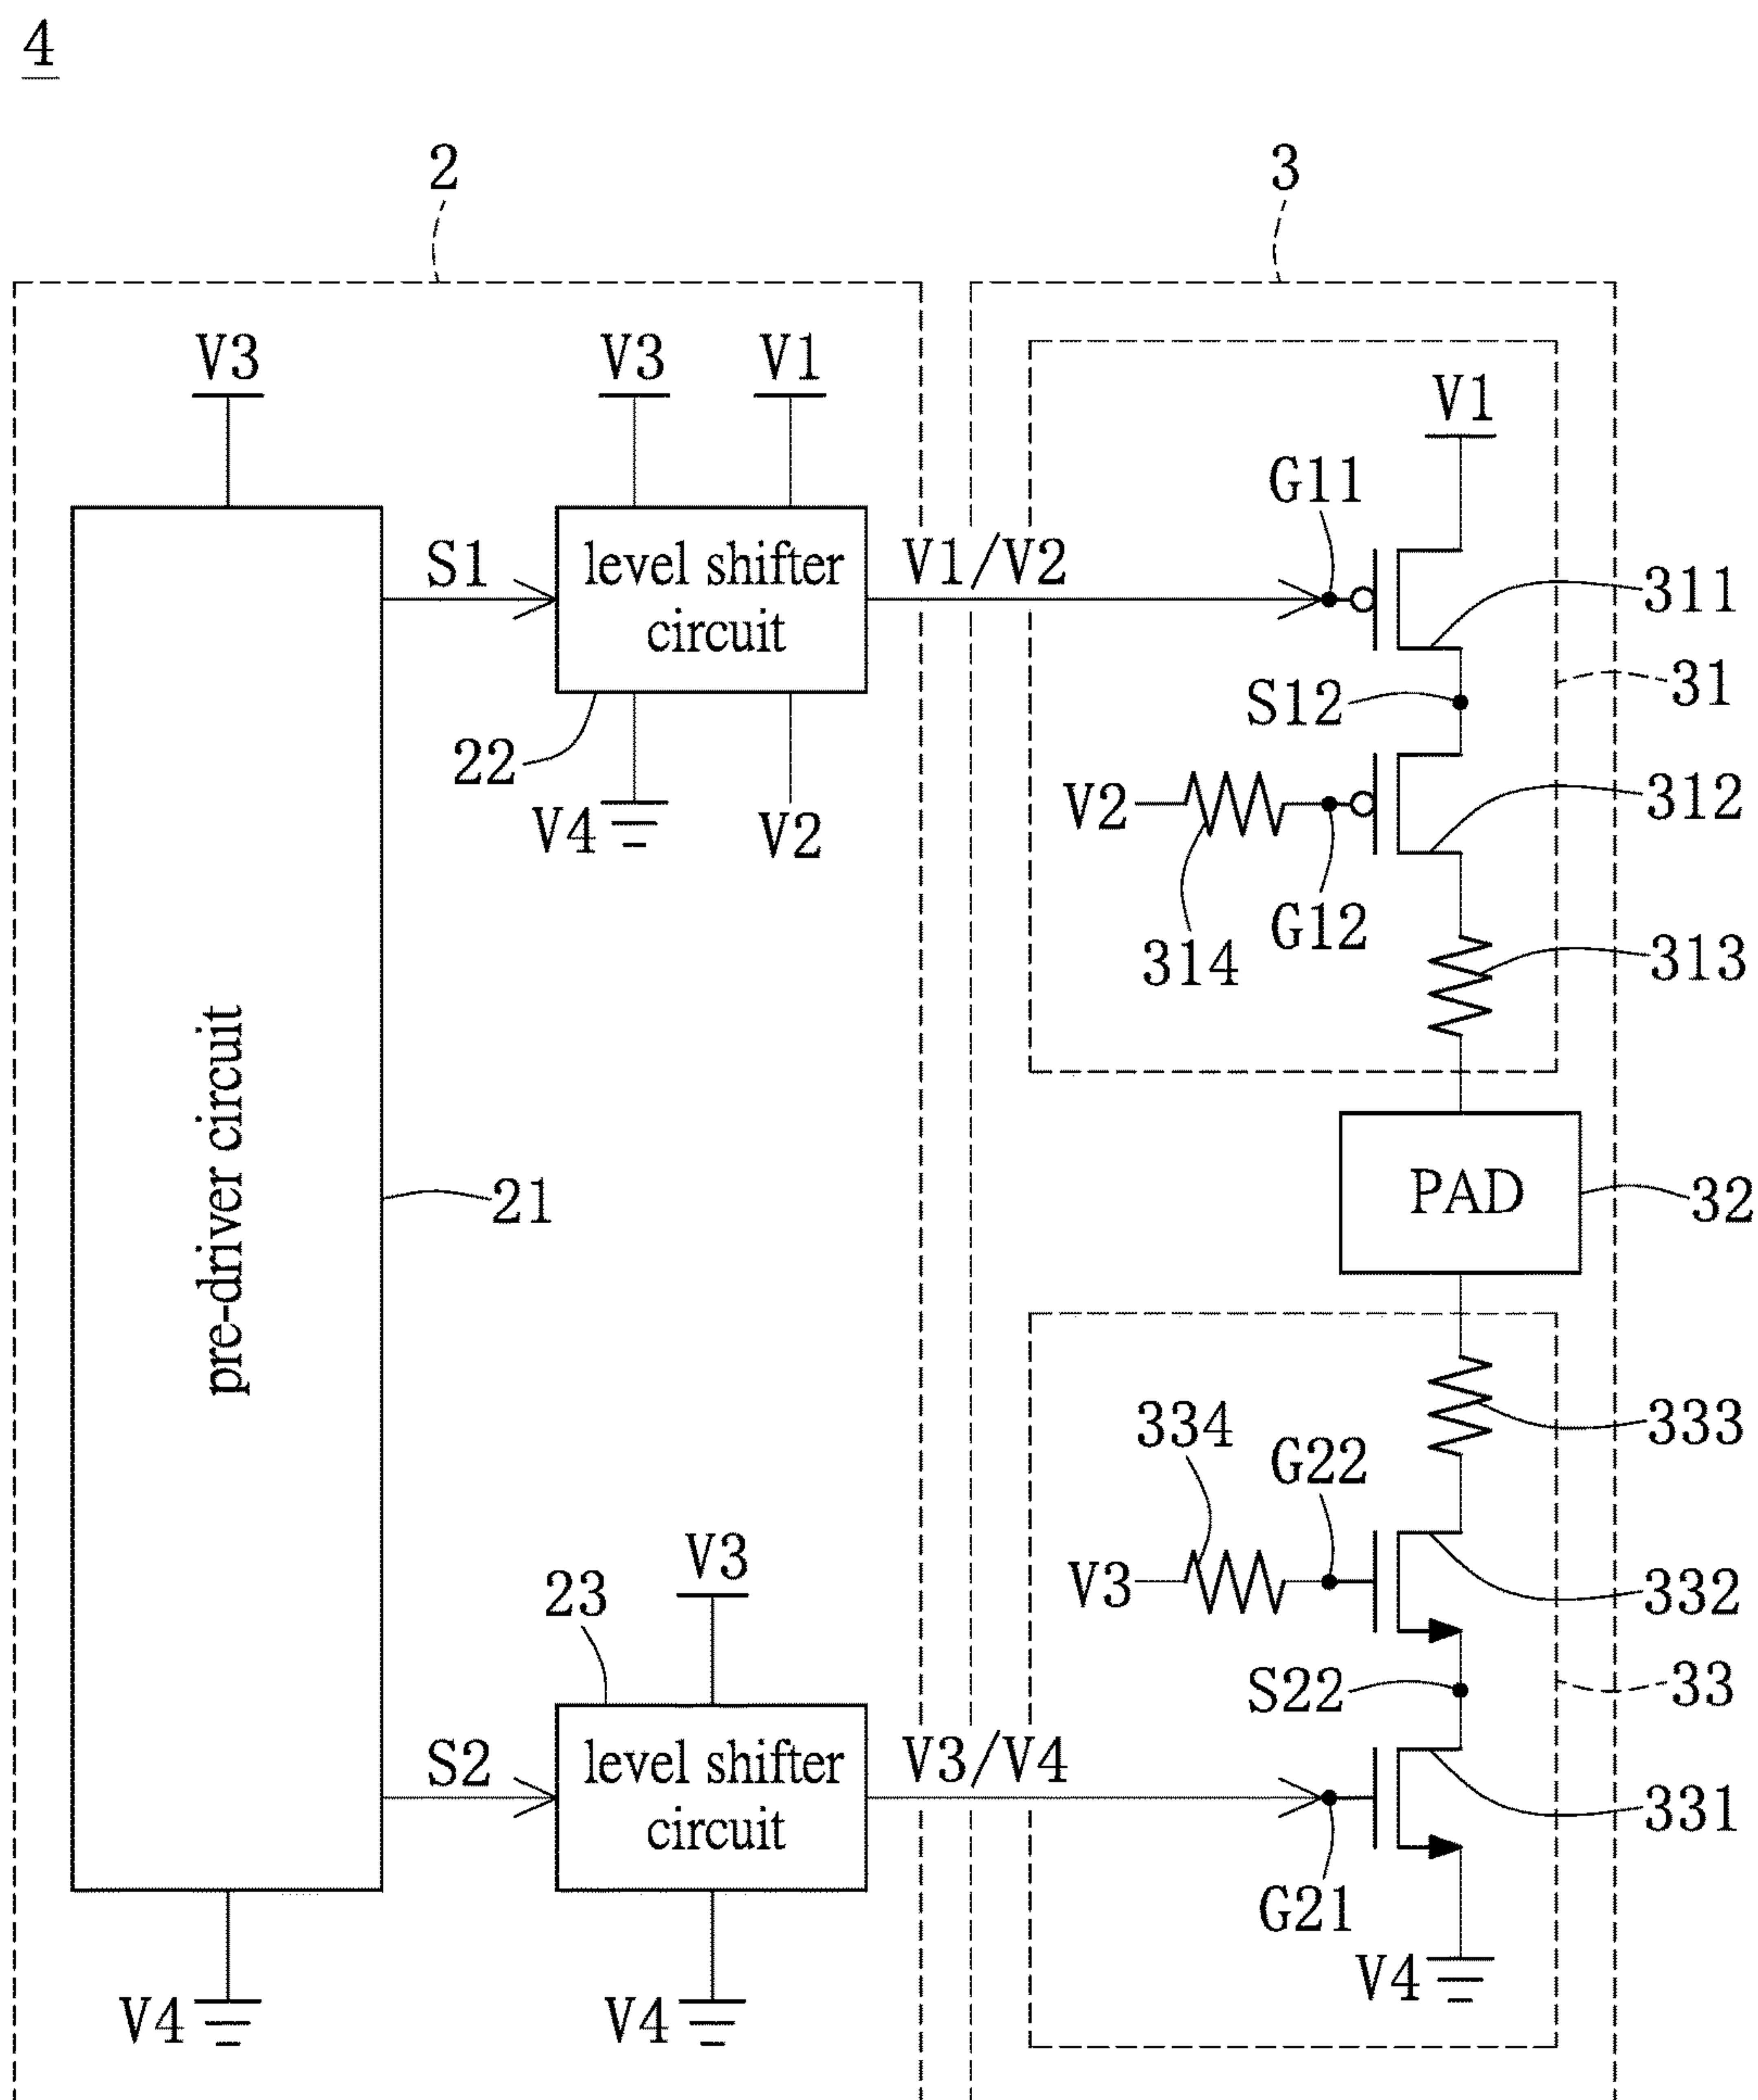 4
2
3
V3
V3
V1
V1
G11
S1
level shifter
circuit
V1/V2
311
31
S12
22
V4
V2
V2
312
G12
314
313
pre-driver circuit
21
PAD
32
334
G22
333
V3
V3
332
23
S22
33
S2
level shifter
circuit
V3/V4
331
G21
V4
V4
V4